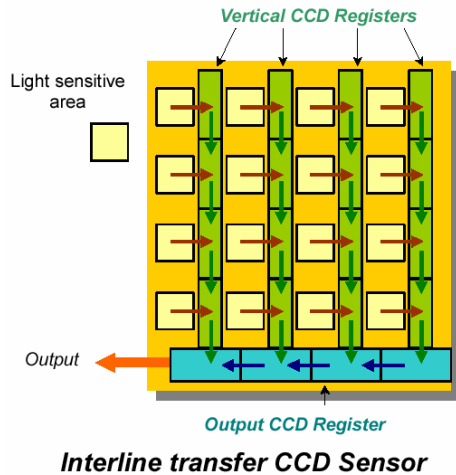 Vertical CCD Registers
Light sensitive
area
Output
Output CCD Register
Interline transfer CCD Sensor